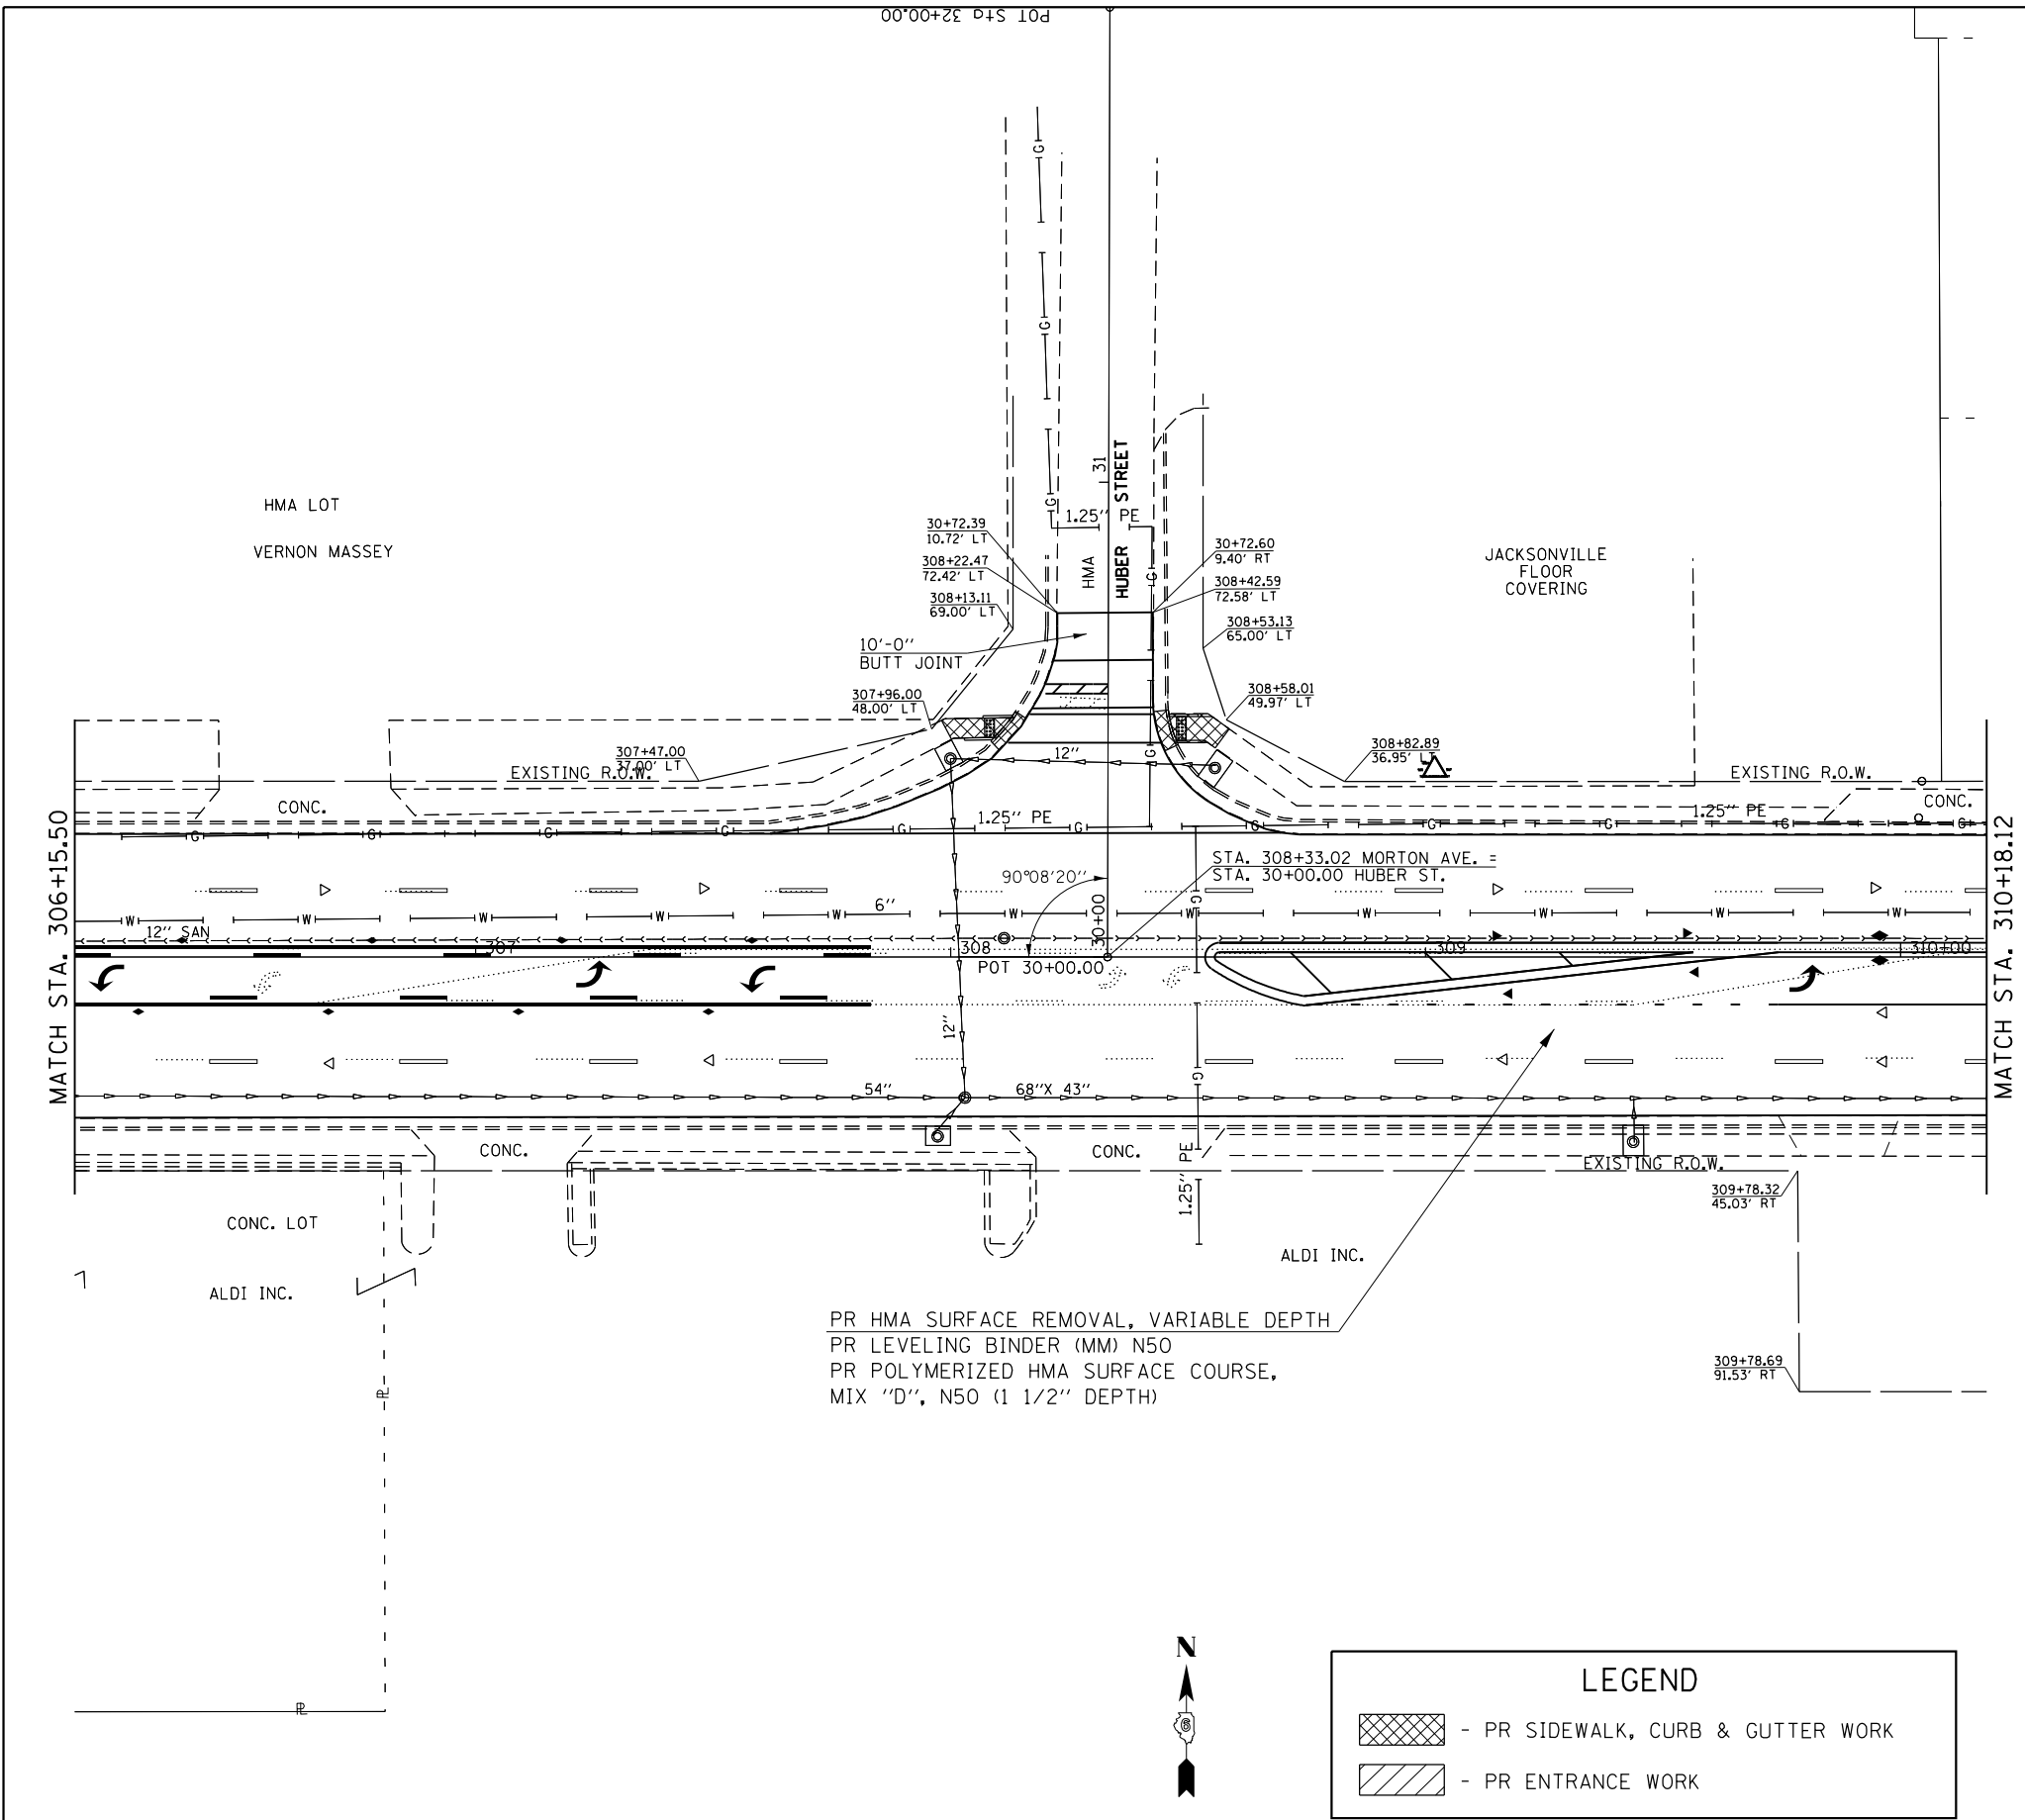 POT Sta 32+00.00
HMA LOT
VERNON MASSEY
JACKSONVILLE
FLOOR
COVERING
31
HUBER STREET
HMA
1.25" PE
30+72.39
10.72' LT
308+22.47
72.42' LT
308+13.11
69.00' LT
10'-0"
BUTT JOINT
307+96.00
48.00' LT
307+47.00
37.00' LT
30+72.60
9.40' RT
308+42.59
72.58' LT
308+53.13
65.00' LT
308+58.01
49.97' LT
308+82.89
36.95' LT
EXISTING R.O.W.
EXISTING R.O.W.
CONC.
CONC.
12"
1.25" PE
1.25" PE
G G G G G G G G G G G
MATCH STA. 306+15.50
MATCH STA. 310+18.12
STA. 308+33.02 MORTON AVE. =
STA. 30+00.00 HUBER ST.
90°08'20"
30+00
6"
W W W W W W W W W W W
12" SAN
307
308
309
310+00
POT 30+00.00
12"
54"
68"X 43"
CONC.
CONC.
1.25" PE
EXISTING R.O.W.
309+78.32
45.03' RT
CONC. LOT
ALDI INC.
ALDI INC.
PR HMA SURFACE REMOVAL, VARIABLE DEPTH
PR LEVELING BINDER (MM) N50
PR POLYMERIZED HMA SURFACE COURSE,
MIX "D", N50 (1 1/2" DEPTH)
309+78.69
91.53' RT
PL
PL
N
6
LEGEND
- PR SIDEWALK, CURB & GUTTER WORK
- PR ENTRANCE WORK